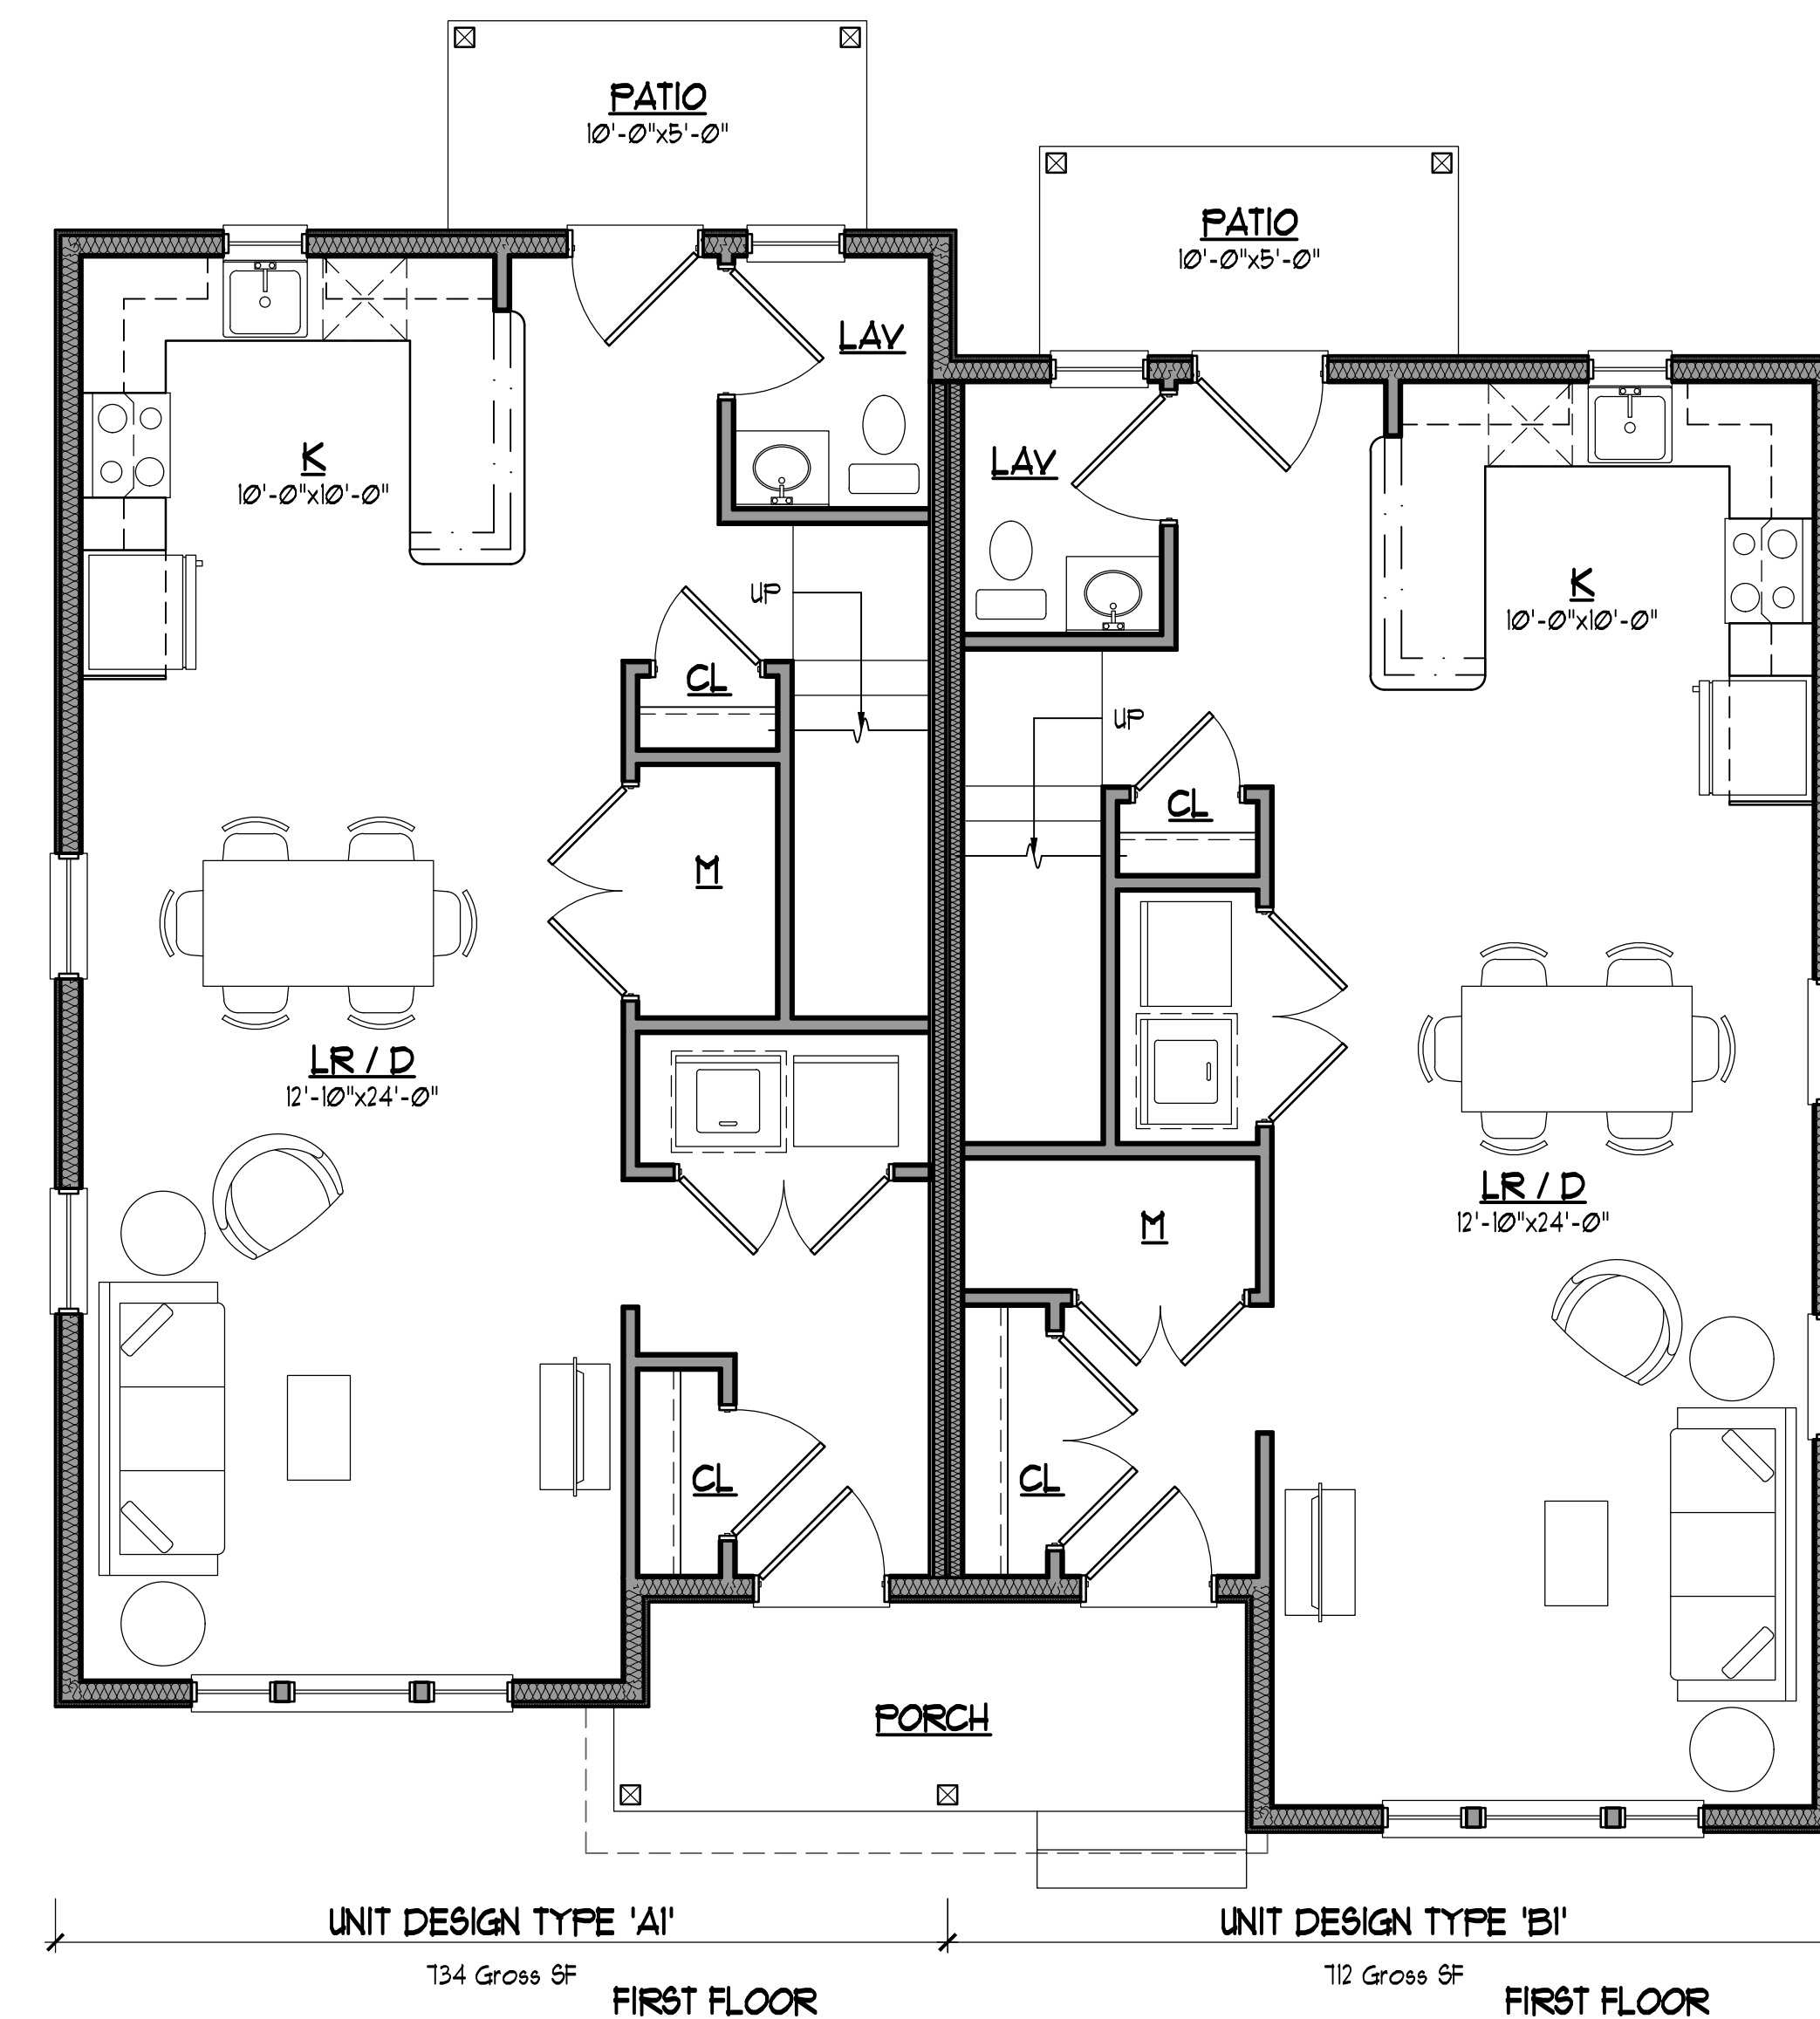 PATIO
10'-0"x5'-0"
PATIO
10'-0"x5'-0"
LAV
K
10'-0"x10'-0"
LAV
UP
K
10'-0"x10'-0"
CL
UP
CL
M
LR / D
12'-10"x24'-0"
LR / D
12'-10"x24'-0"
M
CL
CL
PORCH
UNIT DESIGN TYPE 'A1'
734 Gross SF
FIRST FLOOR
UNIT DESIGN TYPE 'B1'
712 Gross SF
FIRST FLOOR